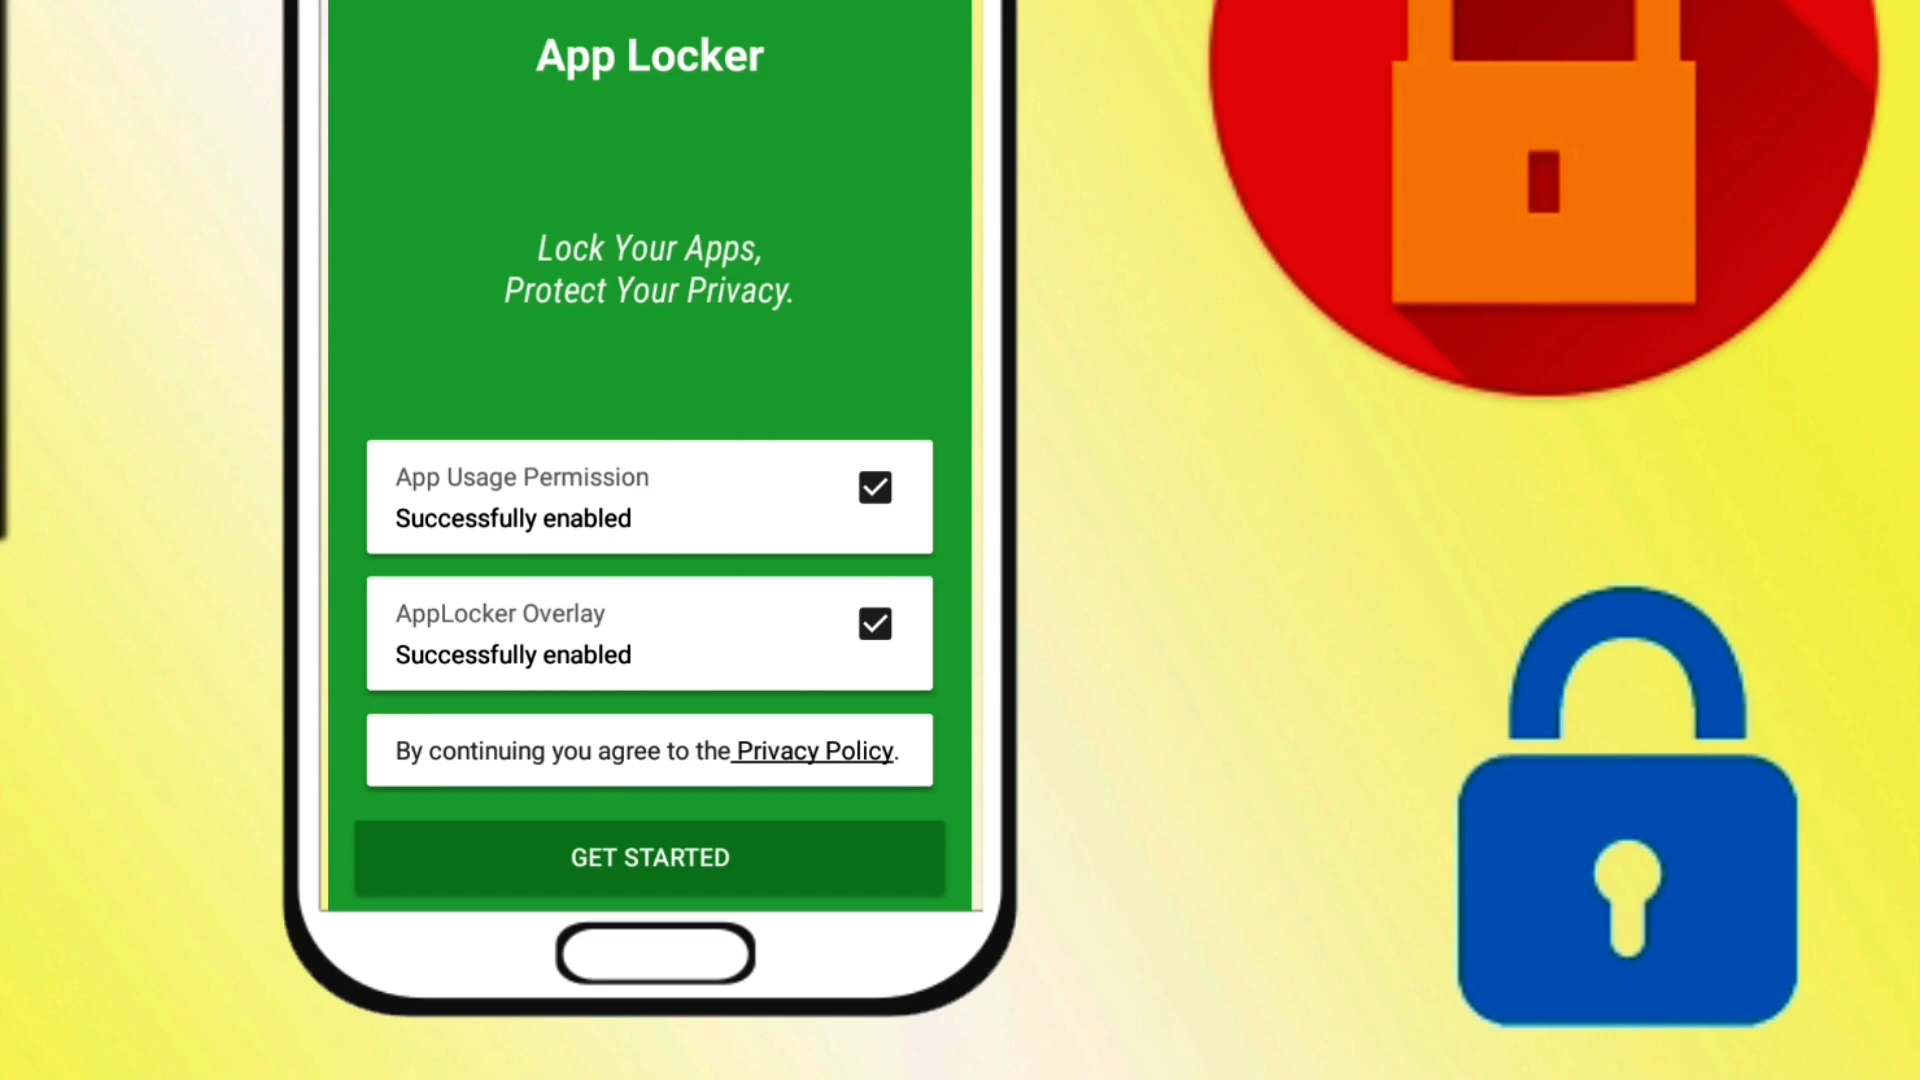 App Locker
Lock Your Apps,
Protect Your Privacy.
App Usage Permission
Successfully enabled
AppLocker Overlay
Successfully enabled
By continuing you agree to the Privacy Policy.
GET STARTED